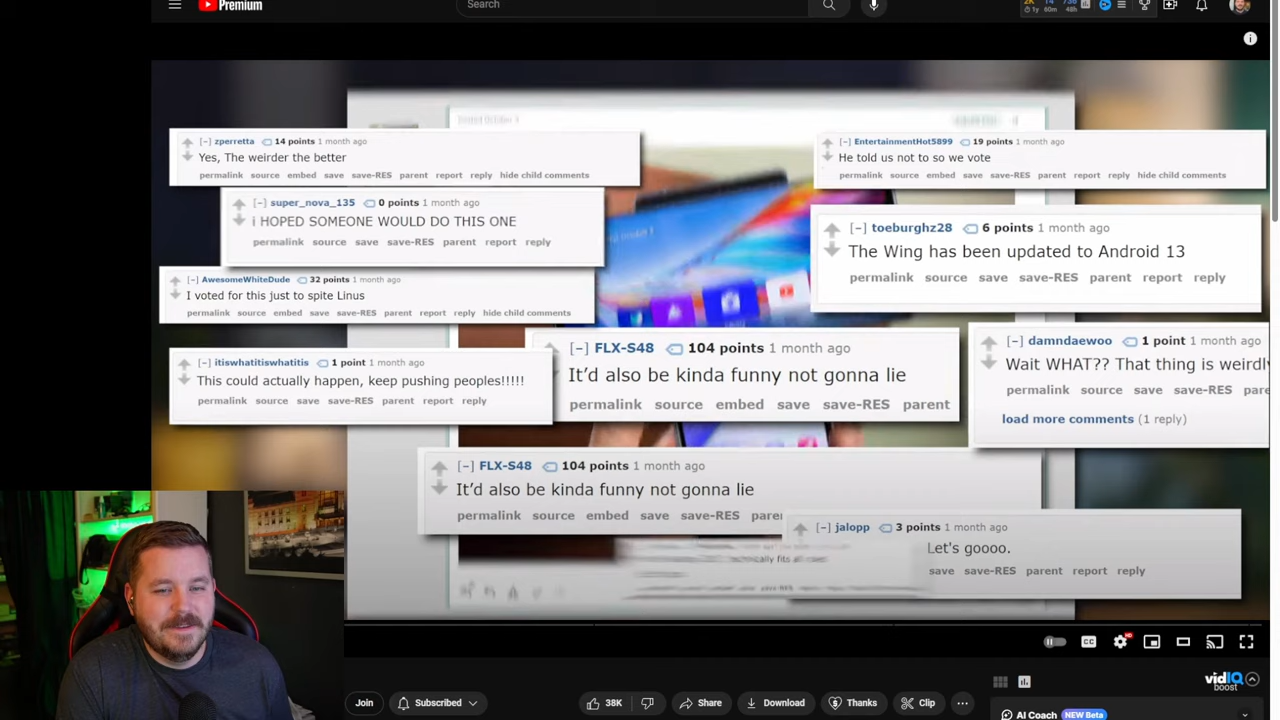 Premium
Search
[-] zperretta 14 points 1 month ago
Yes, The weirder the better
permalink source embed save save-RES parent report reply hide child comments
[-] super_nova_135 0 points 1 month ago
i HOPED SOMEONE WOULD DO THIS ONE
permalink source save save-RES parent report reply
[-] AwesomeWhiteDude 32 points 1 month ago
I voted for this just to spite Linus
permalink source embed save save-RES parent report reply hide child comments
[-] itiswhatitiswhatitis 1 point 1 month ago
This could actually happen, keep pushing peoples!!!!!
permalink source save save-RES parent report reply
[-] EntertainmentHot5899 19 points 1 month ago
He told us not to so we vote
permalink source embed save save-RES parent report reply hide child comments
[-] toeburghz28 6 points 1 month ago
The Wing has been updated to Android 13
permalink source save save-RES parent report reply
[-] FLX-S48 104 points 1 month ago
It'd also be kinda funny not gonna lie
permalink source embed save save-RES parent
[-] damndaewoo 1 point 1 month ago
Wait WHAT?? That thing is weirdly
permalink source save save-RES pare
load more comments (1 reply)
[-] FLX-S48 104 points 1 month ago
It'd also be kinda funny not gonna lie
permalink source embed save save-RES pare
[-] jalopp 3 points 1 month ago
Let's goooo.
save save-RES parent report reply
CC HD
vidIQ
boost
Join Subscribed 38K Share Download Thanks Clip ...
AI Coach NEW Beta